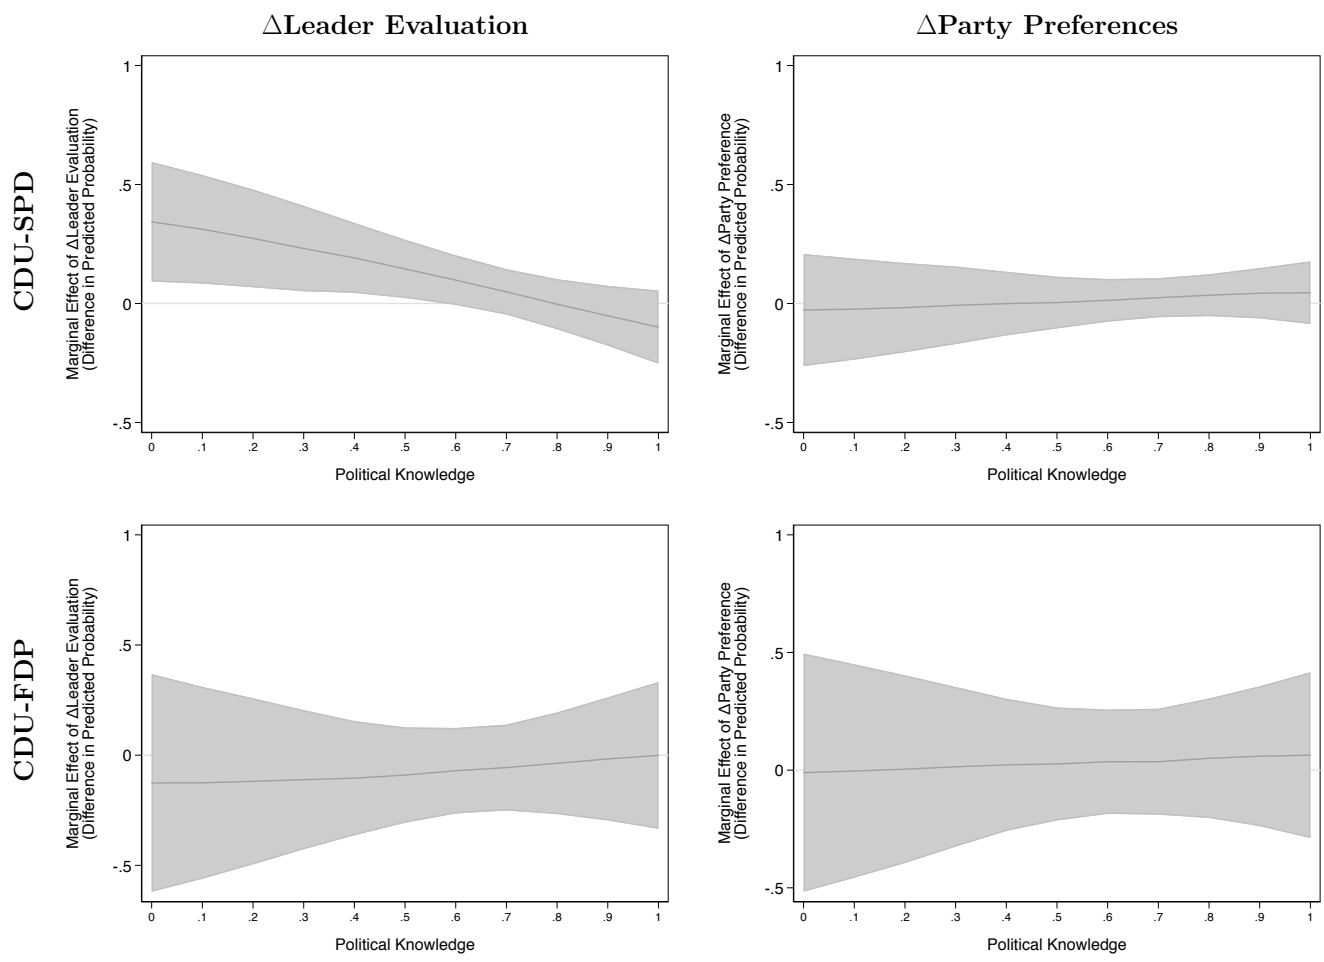 ΔLeader Evaluation
ΔParty Preferences
CDU-SPD
Marginal Effect of ΔLeader Evaluation
(Difference in Predicted Probability)
1
.5
0
-.5
0 .1 .2 .3 .4 .5 .6 .7 .8 .9 1
Political Knowledge
Marginal Effect of ΔParty Preference
(Difference in Predicted Probability)
1
.5
0
-.5
0 .1 .2 .3 .4 .5 .6 .7 .8 .9 1
Political Knowledge
CDU-FDP
Marginal Effect of ΔLeader Evaluation
(Difference in Predicted Probability)
1
.5
0
-.5
0 .1 .2 .3 .4 .5 .6 .7 .8 .9 1
Political Knowledge
Marginal Effect of ΔParty Preference
(Difference in Predicted Probability)
1
.5
0
-.5
0 .1 .2 .3 .4 .5 .6 .7 .8 .9 1
Political Knowledge